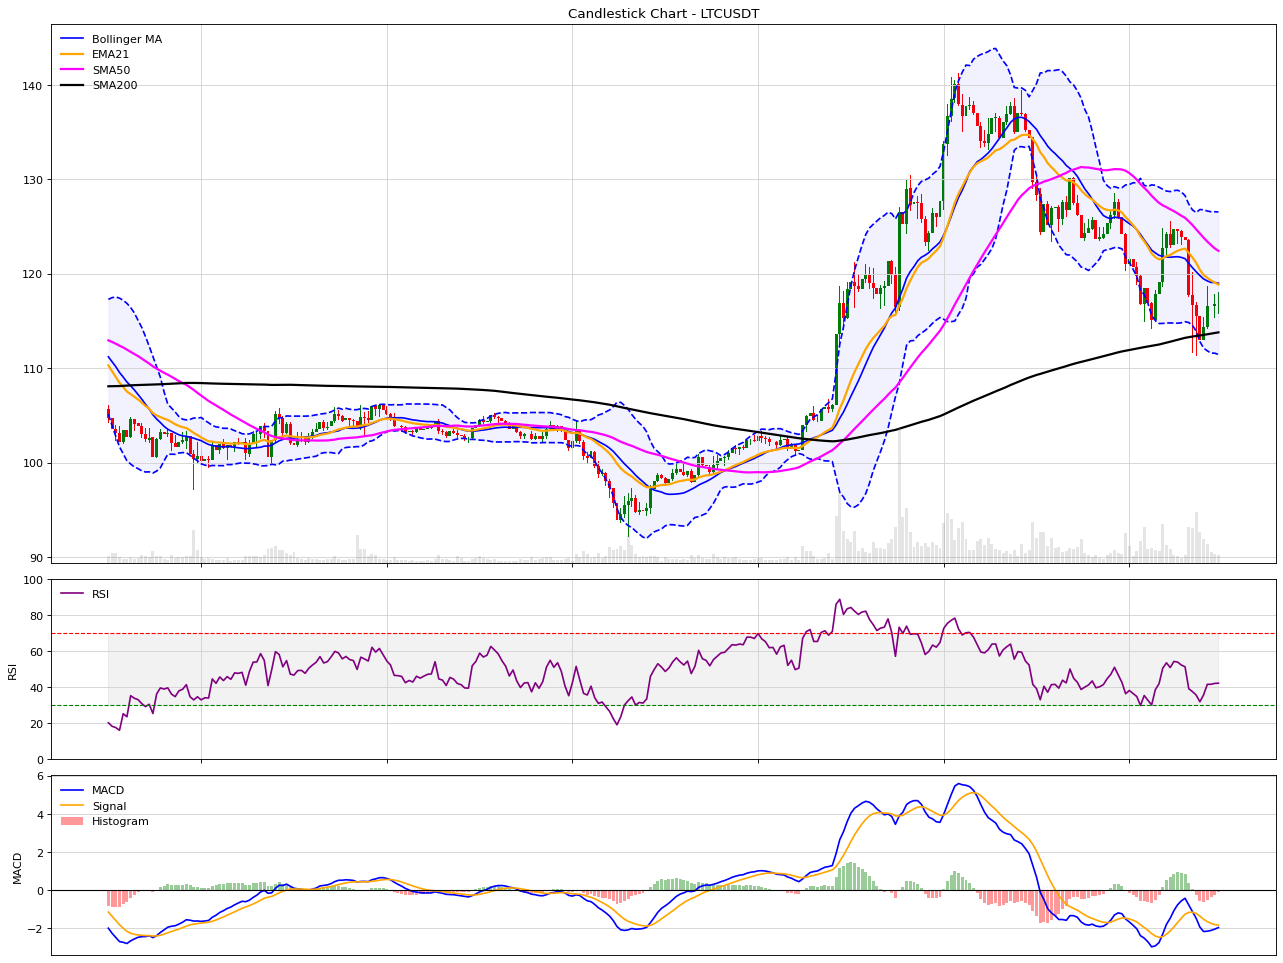 Candlestick Chart - LTCUSDT
Bollinger MA
EMA21
SMA50
SMA200
140
130
120
110
100
90
RSI
100
80
60
40
20
0
RSI
MACD
Signal
Histogram
6
4
2
0
−2
MACD